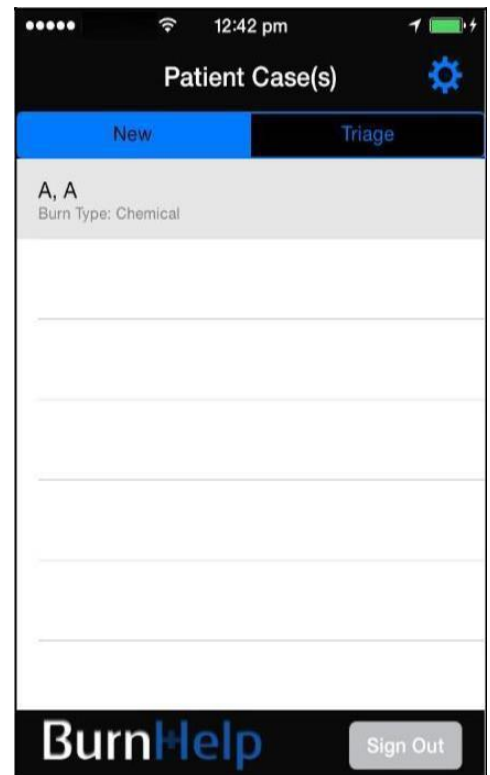 12:42 pm
Patient Case(s)
New Triage
A, A
Burn Type: Chemical
BurnHelp
Sign Out